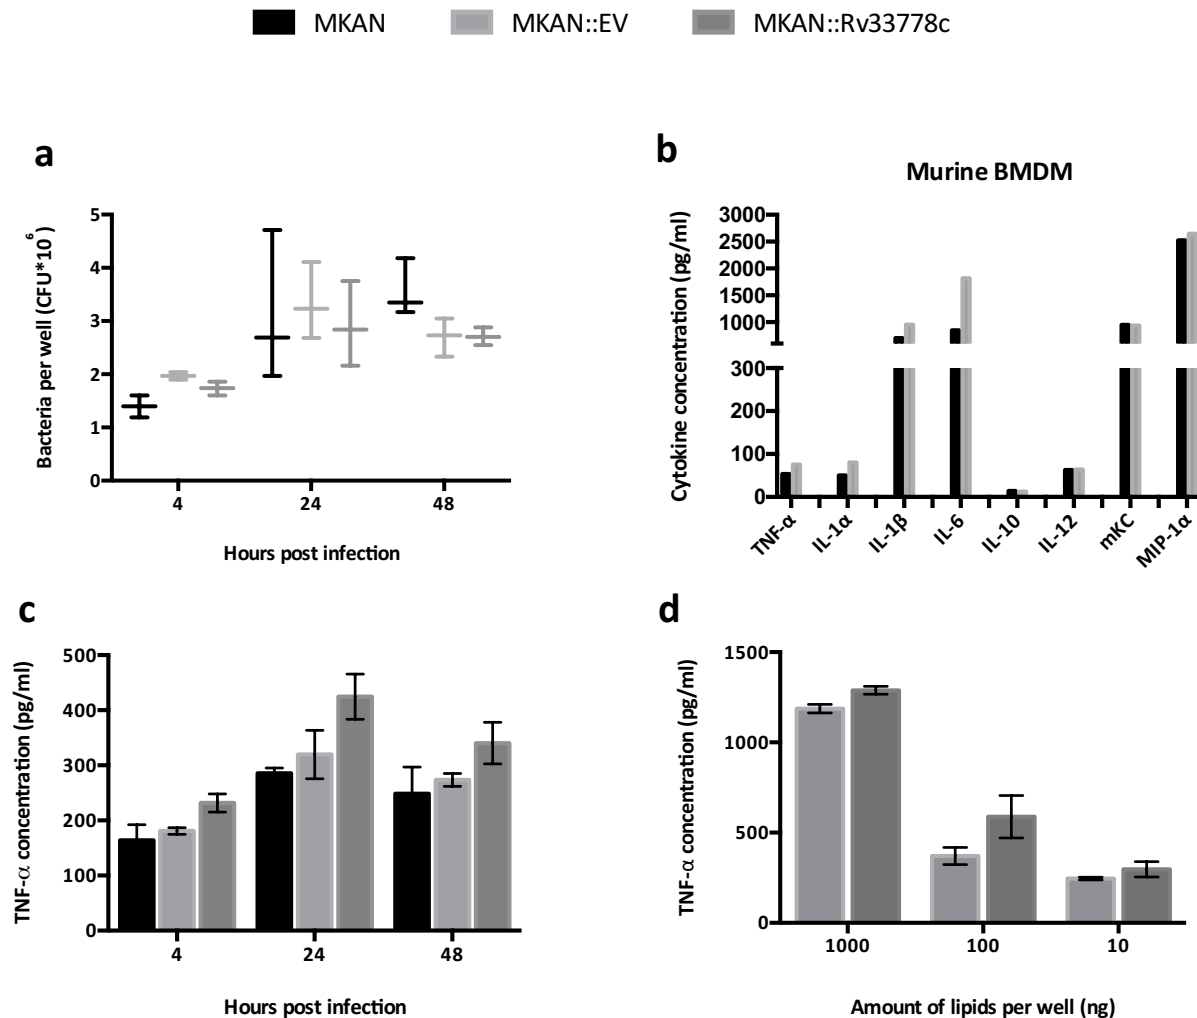 MKAN MKAN::EV MKAN::Rv33778c
a
Bacteria per well (CFU*10^6)
5
4
3
2
1
0
4 24 48
Hours post infection
b
Murine BMDM
Cytokine concentration (pg/ml)
3000
2500
2000
1500
1000
300
200
100
0
TNF-α IL-1α IL-1β IL-6 IL-10 IL-12 mKC MIP-1α
c
TNF-α concentration (pg/ml)
500
400
300
200
100
0
4 24 48
Hours post infection
d
TNF-α concentration (pg/ml)
1500
1000
500
0
1000 100 10
Amount of lipids per well (ng)